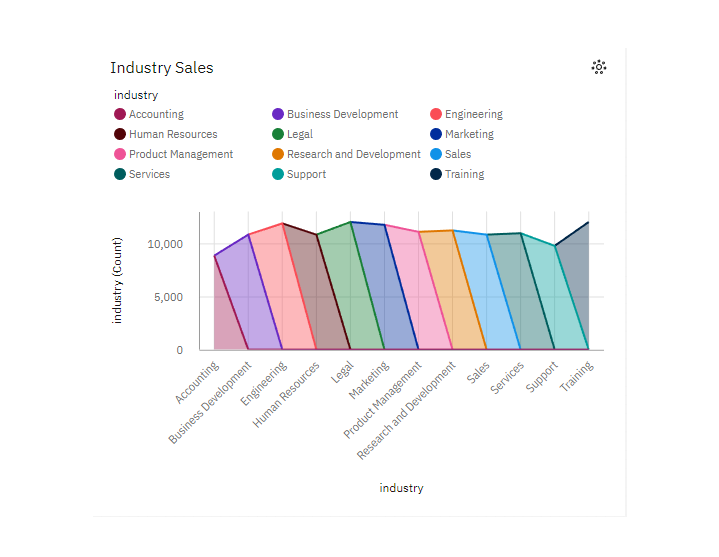 Industry Sales
industry
Accounting Business Development Engineering
Human Resources Legal Marketing
Product Management Research and Development Sales
Services Support Training
industry (Count)
10,000
5,000
0
Accounting
Business Development
Engineering
Human Resources
Legal
Marketing
Product Management
Research and Development
Sales
Services
Support
Training
industry